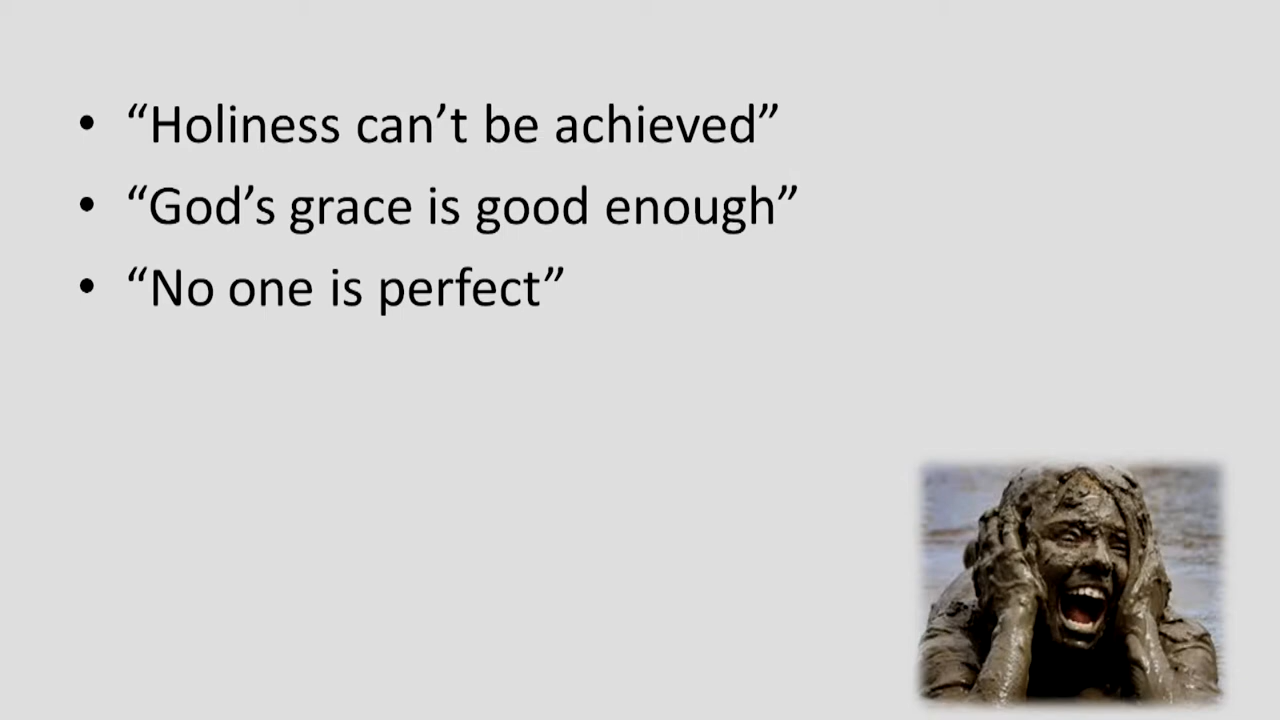 • “Holiness can’t be achieved”
• “God’s grace is good enough”
• “No one is perfect”